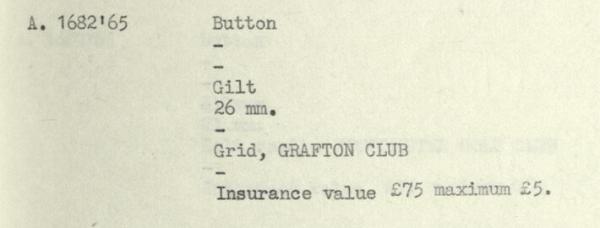 A. 1682'65 Button
-
-
Gilt
26 mm.
-
Grid, GRAFTON CLUB
-
Insurance value £75 maximum £5.